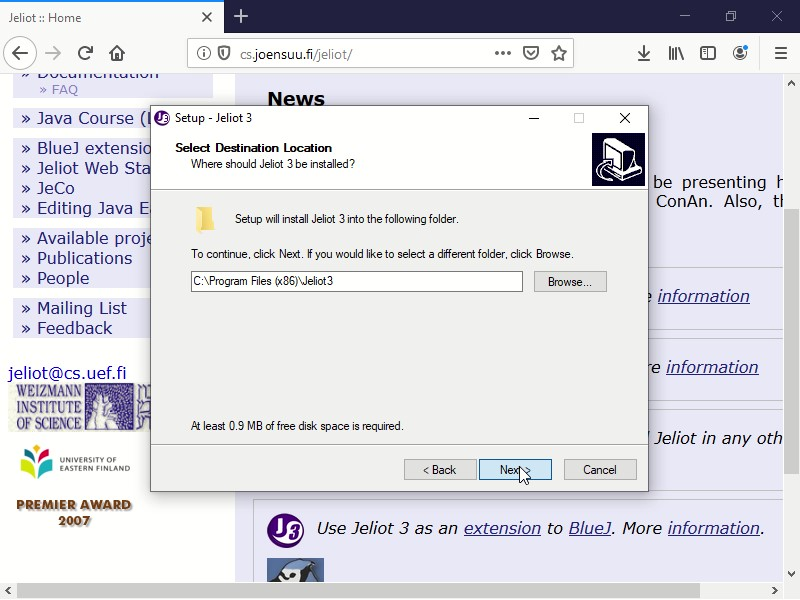 Jeliot :: Home
cs.joensuu.fi/jeliot/
» Documentation
» FAQ
» Java Course (
» BlueJ extensio
» Jeliot Web Sta
» JeCo
» Editing Java E
» Available proje
» Publications
» People
» Mailing List
» Feedback
jeliot@cs.uef.fi
WEIZMANN
INSTITUTE
OF SCIENCE
UNIVERSITY OF
EASTERN FINLAND
PREMIER AWARD
2007
News
be presenting
ConAn. Also,
information
re information
Jeliot in any oth
J3
Use Jeliot 3 as an extension to BlueJ. More information.
J3
Setup - Jeliot 3
Select Destination Location
Where should Jeliot 3 be installed?
Setup will install Jeliot 3 into the following folder.
To continue, click Next. If you would like to select a different folder, click Browse.
C:\Program Files (x86)\Jeliot3
Browse...
At least 0.9 MB of free disk space is required.
< Back
Next >
Cancel